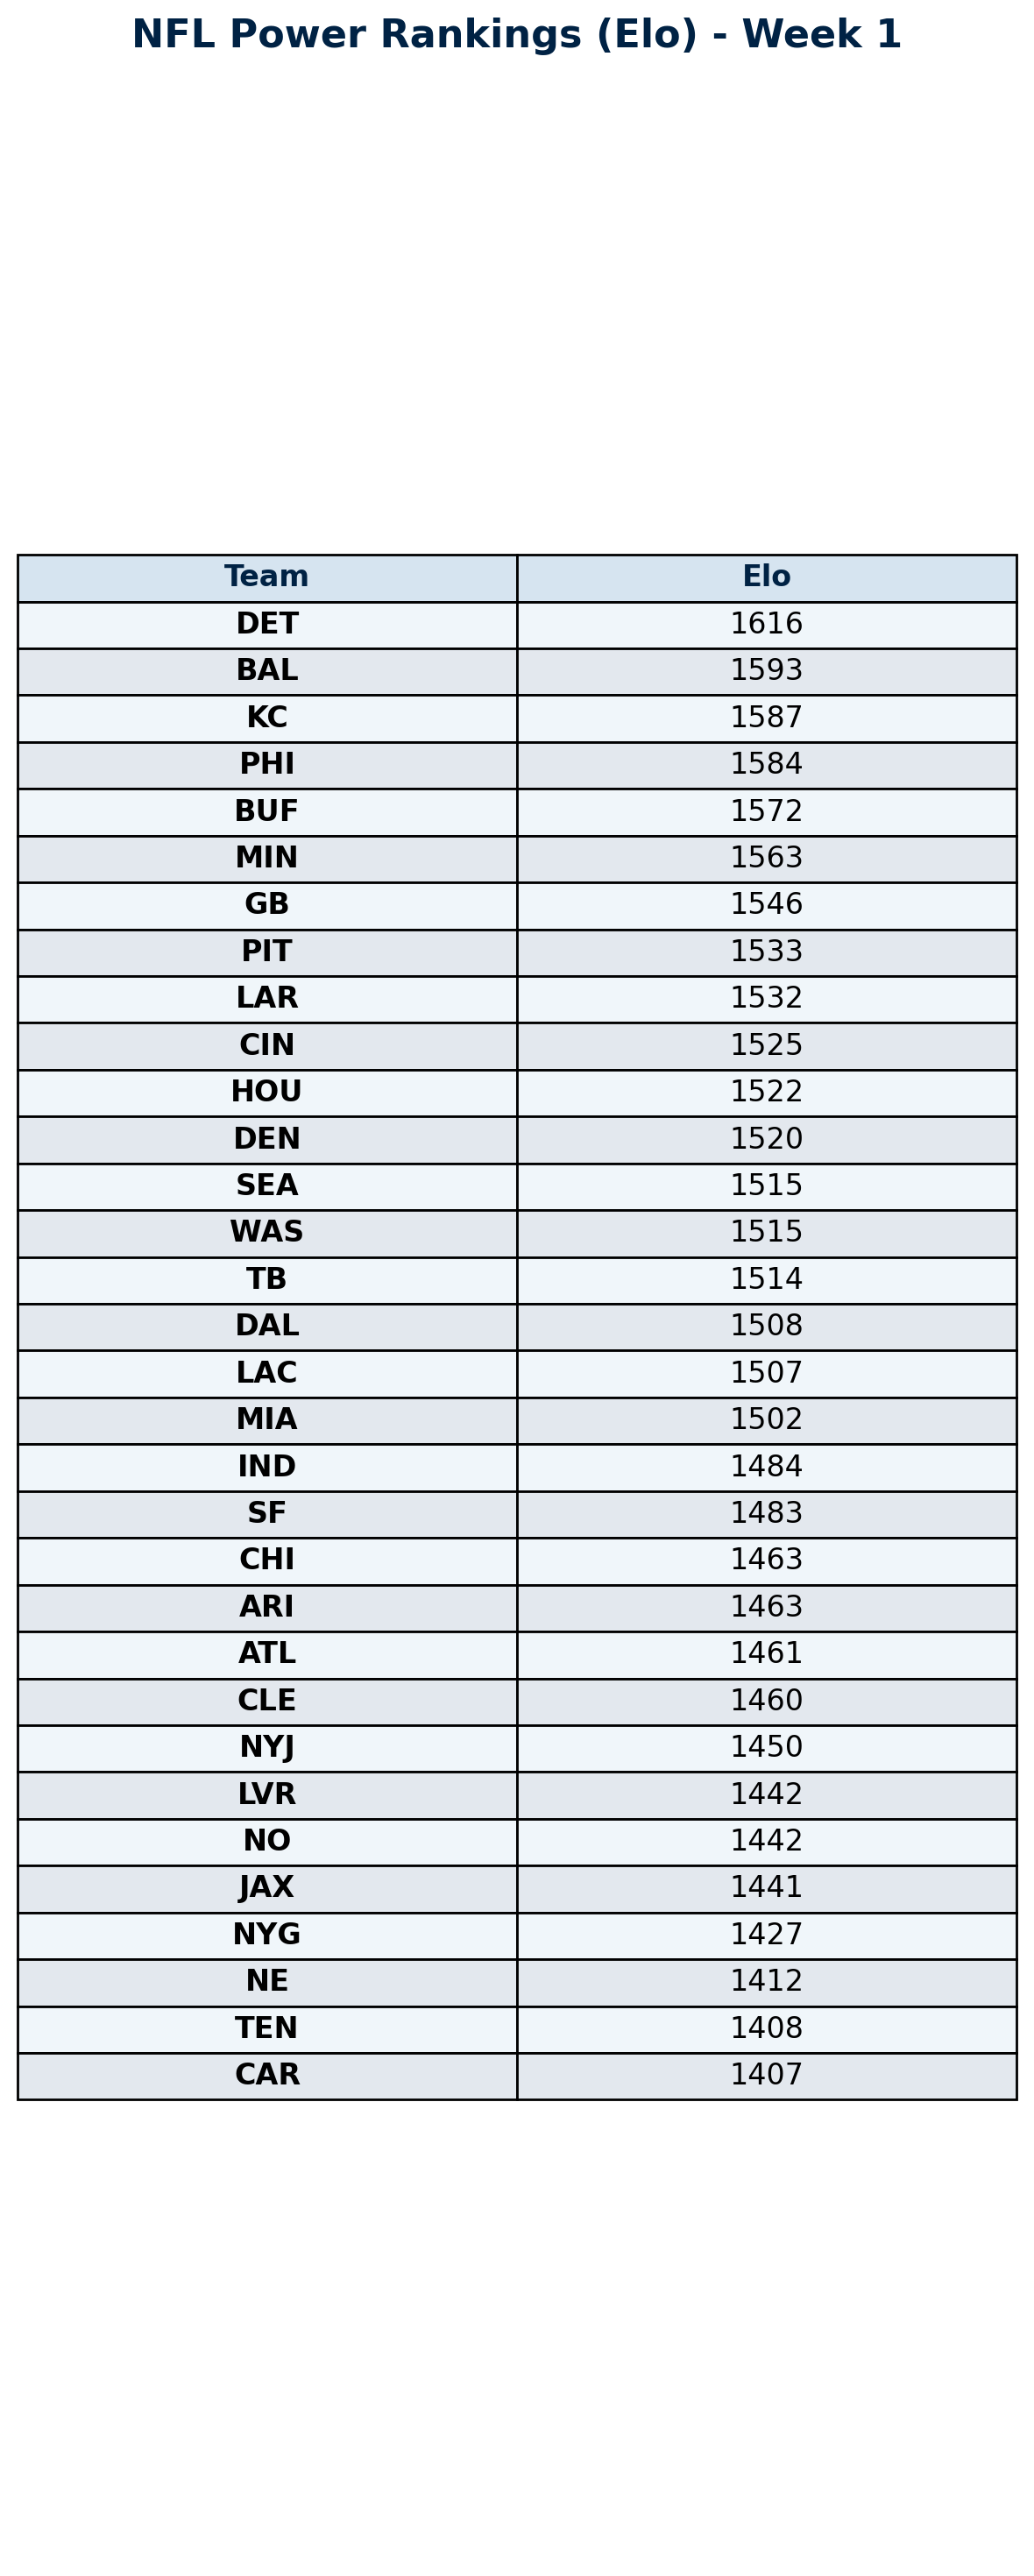 NFL Power Rankings (Elo) - Week 1
Team Elo
DET 1616
BAL 1593
KC 1587
PHI 1584
BUF 1572
MIN 1563
GB 1546
PIT 1533
LAR 1532
CIN 1525
HOU 1522
DEN 1520
SEA 1515
WAS 1515
TB 1514
DAL 1508
LAC 1507
MIA 1502
IND 1484
SF 1483
CHI 1463
ARI 1463
ATL 1461
CLE 1460
NYJ 1450
LVR 1442
NO 1442
JAX 1441
NYG 1427
NE 1412
TEN 1408
CAR 1407